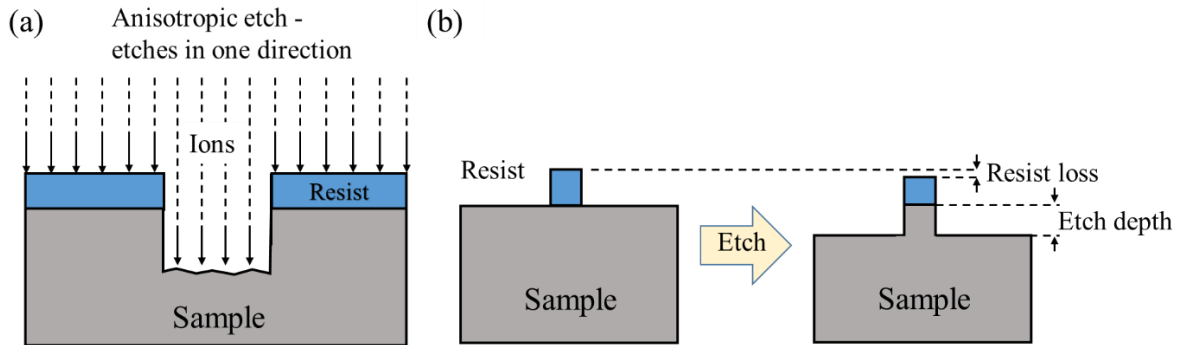 (a)
Anisotropic etch -
etches in one direction
Ions
Resist
Sample
(b)
Resist
Resist loss
Etch depth
Etch
Sample
Sample